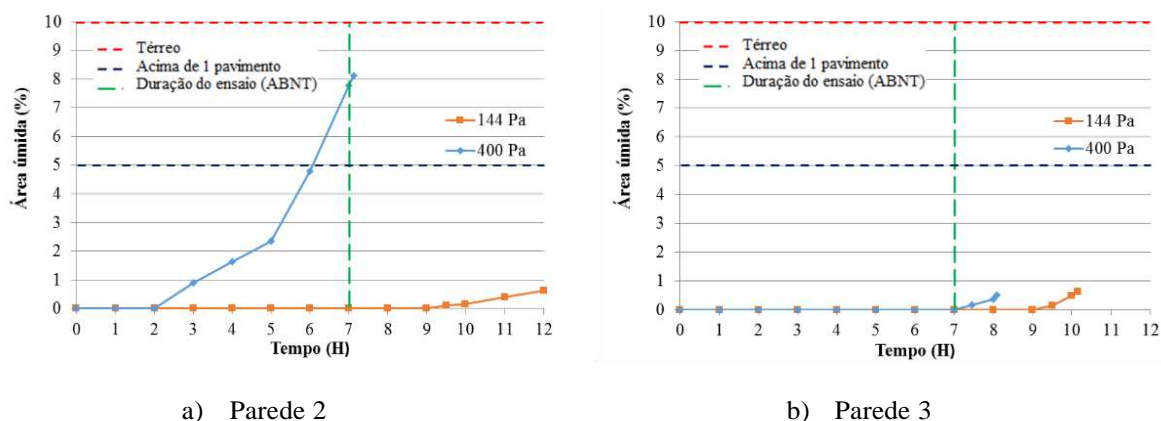 10
9
8
7
6
5
4
3
2
1
0
Área úmida (%)
Térreo
Acima de 1 pavimento
Duração do ensaio (ABNT)
144 Pa
400 Pa
0 1 2 3 4 5 6 7 8 9 10 11 12
Tempo (H)
a) Parede 2
10
9
8
7
6
5
4
3
2
1
0
Área úmida (%)
Térreo
Acima de 1 pavimento
Duração do ensaio (ABNT)
144 Pa
400 Pa
0 1 2 3 4 5 6 7 8 9 10 11 12
Tempo (H)
b) Parede 3